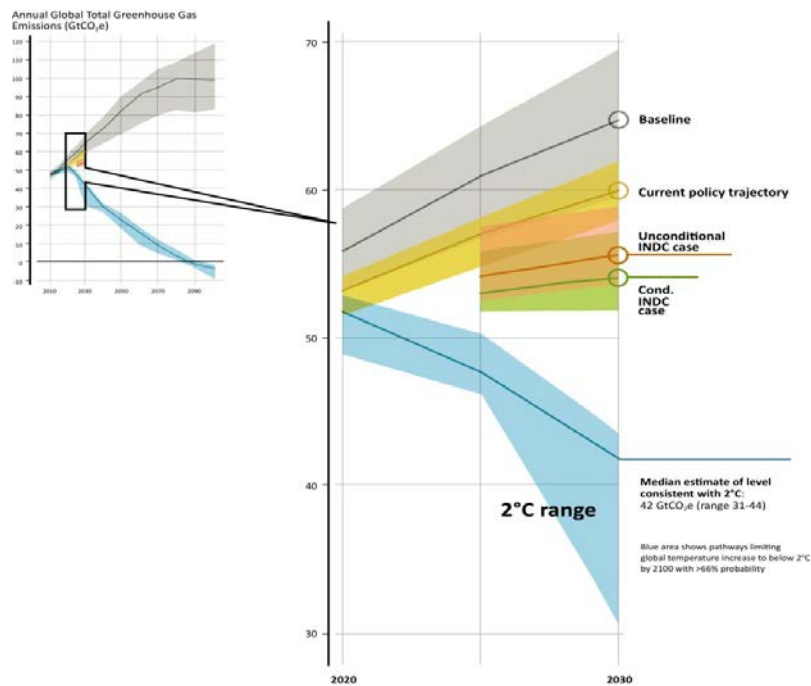 Annual Global Total Greenhouse Gas
Emissions (GtCO₂e)
120
110
100
90
80
70
60
50
40
30
20
10
0
10
2010
2030
2050
2070
2090
70
60
50
40
30
2020
2030
Baseline
Current policy trajectory
Unconditional
INDC case
Cond.
INDC
case
2°C range
Median estimate of level
consistent with 2°C:
42 GtCO₂e (range 31-44)
Blue area shows pathways limiting
global temperature increase to below 2°C
by 2100 with >66% probability